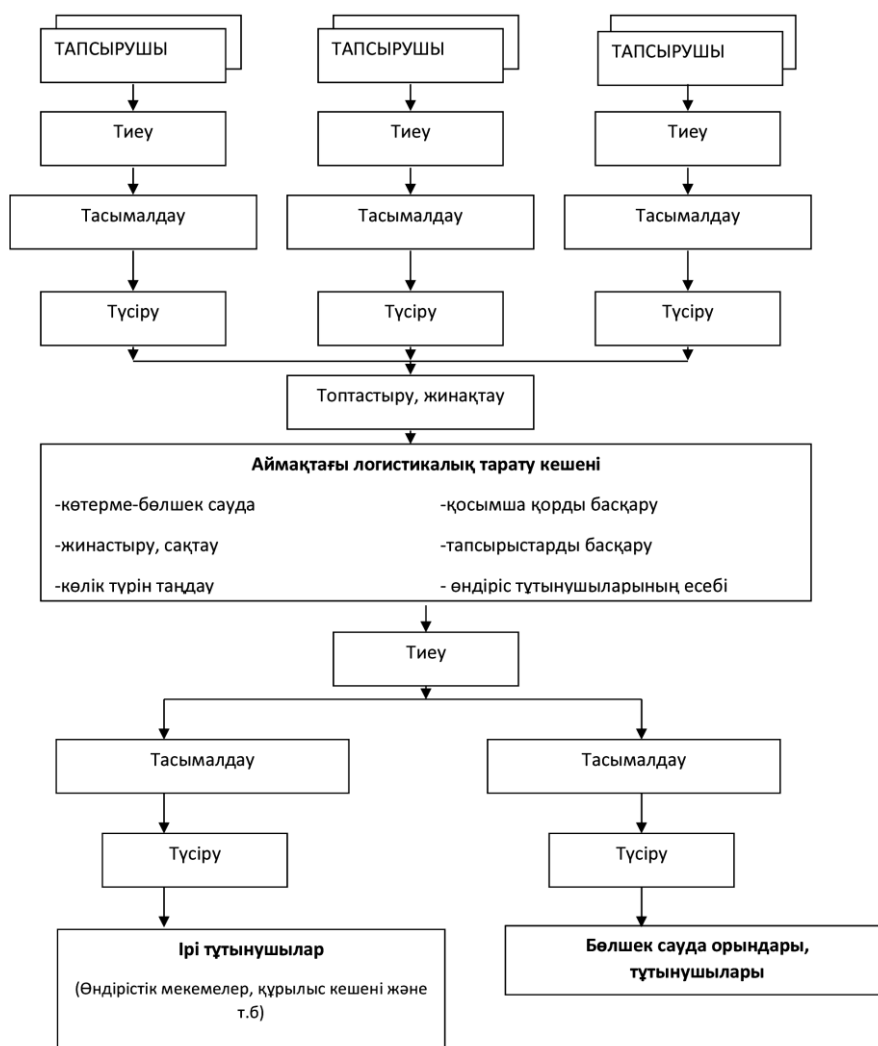 ТАПСЫРУШЫ
ТАПСЫРУШЫ
ТАПСЫРУШЫ
Тиеу
Тиеу
Тиеу
Тасымалдау
Тасымалдау
Тасымалдау
Түсіру
Түсіру
Түсіру
Топтастыру, жинақтау
Аймақтағы логистикалық тарату кешені
-көтерме-бөлшек сауда
-қосымша қорды басқару
-жинастыру, сақтау
-тапсырыстарды басқару
-көлік түрін таңдау
- өндіріс тұтынушыларының есебі
Тиеу
Тасымалдау
Тасымалдау
Түсіру
Түсіру
Ірі тұтынушылар
(Өндірістік мекемелер, құрылыс кешені және
т.б)
Бөлшек сауда орындары,
тұтынушылары